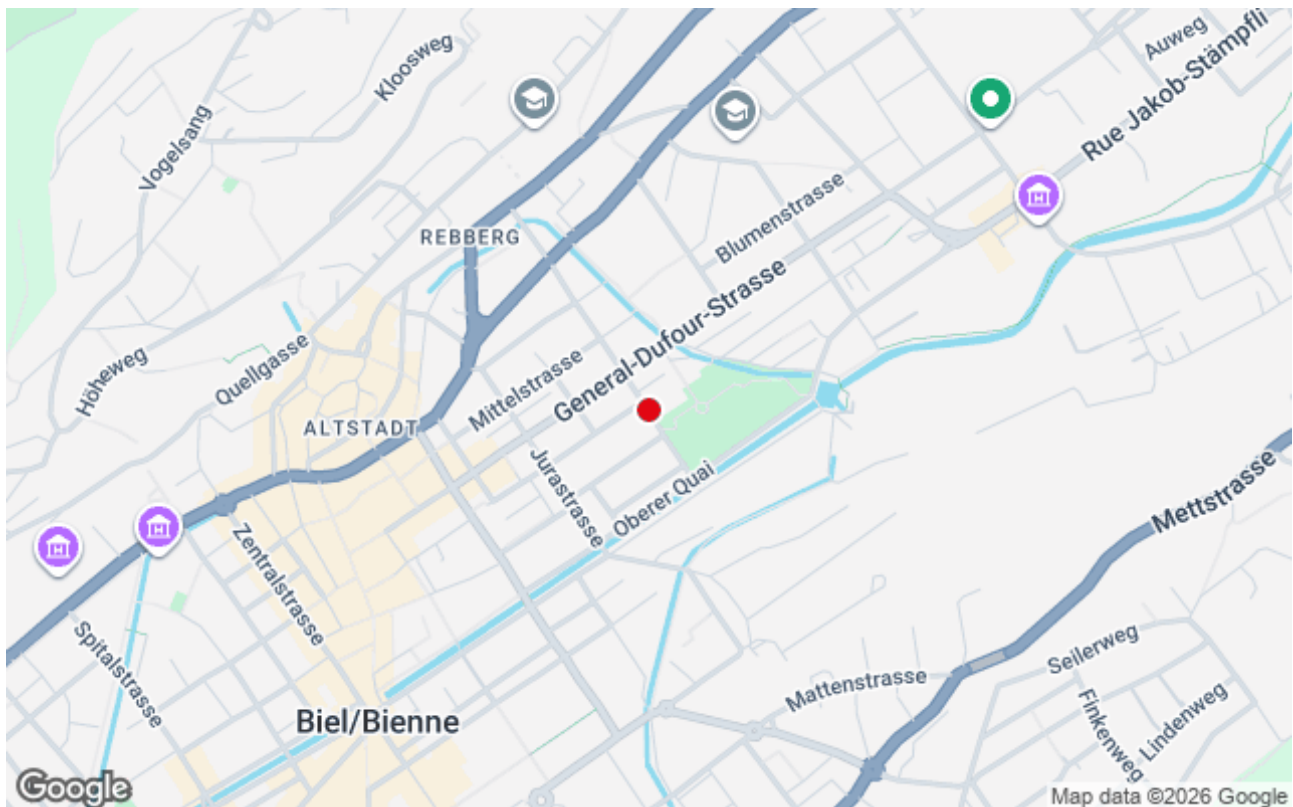 Kloosweg
Auweg
Rue Jakob-Stämpfli
Vogelsang
Blumenstrasse
REBBERG
General-Dufour-Strasse
Höheweg
Quellgasse
Mittelstrasse
ALTSTADT
Jurastrasse
Oberer Quai
Mettstrasse
Zentralstrasse
Spitalstrasse
Seilerweg
Mattenstrasse
Finkenweg
Lindenweg
Biel/Bienne
Google
Map data ©2026 Google